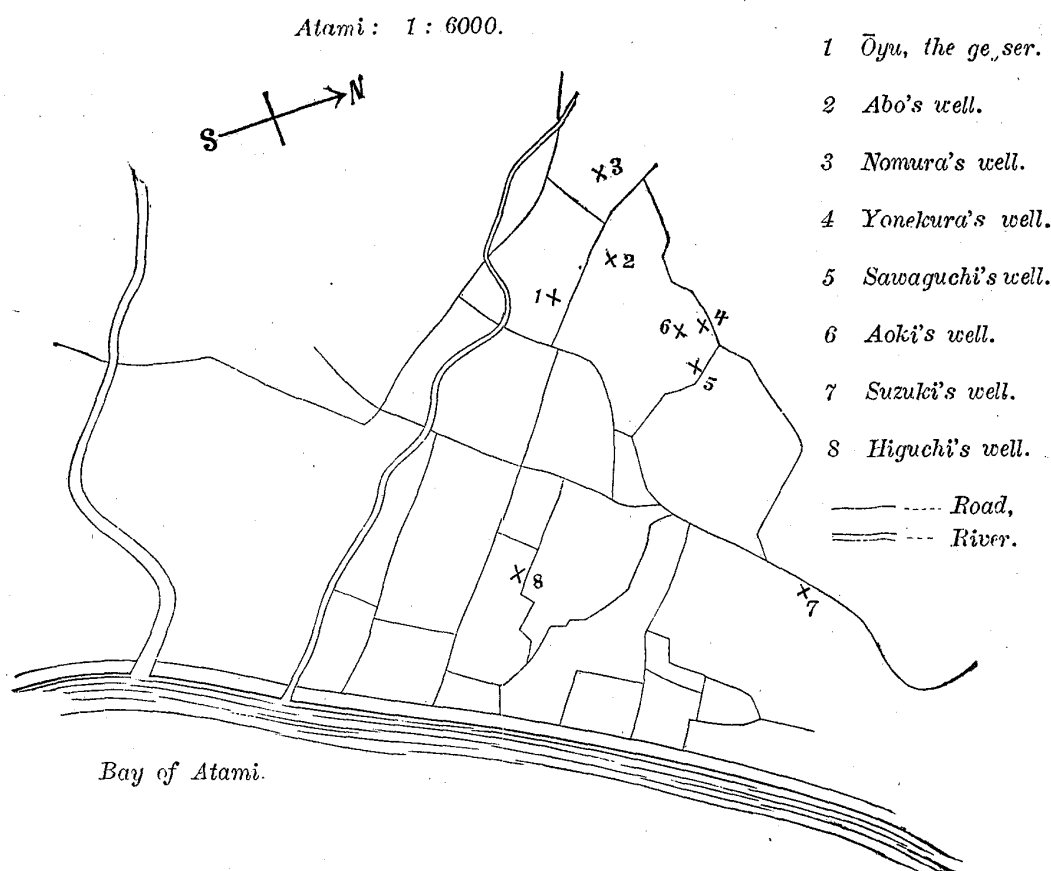 Atami: 1: 6000.
S N
1 Ōyu, the geyser.
2 Abo's well.
3 Nomura's well.
4 Yonekura's well.
5 Sawaguchi's well.
6 Aoki's well.
7 Suzuki's well.
8 Higuchi's well.
Road,
River.
3
2
1
6 4
5
8
7
Bay of Atami.